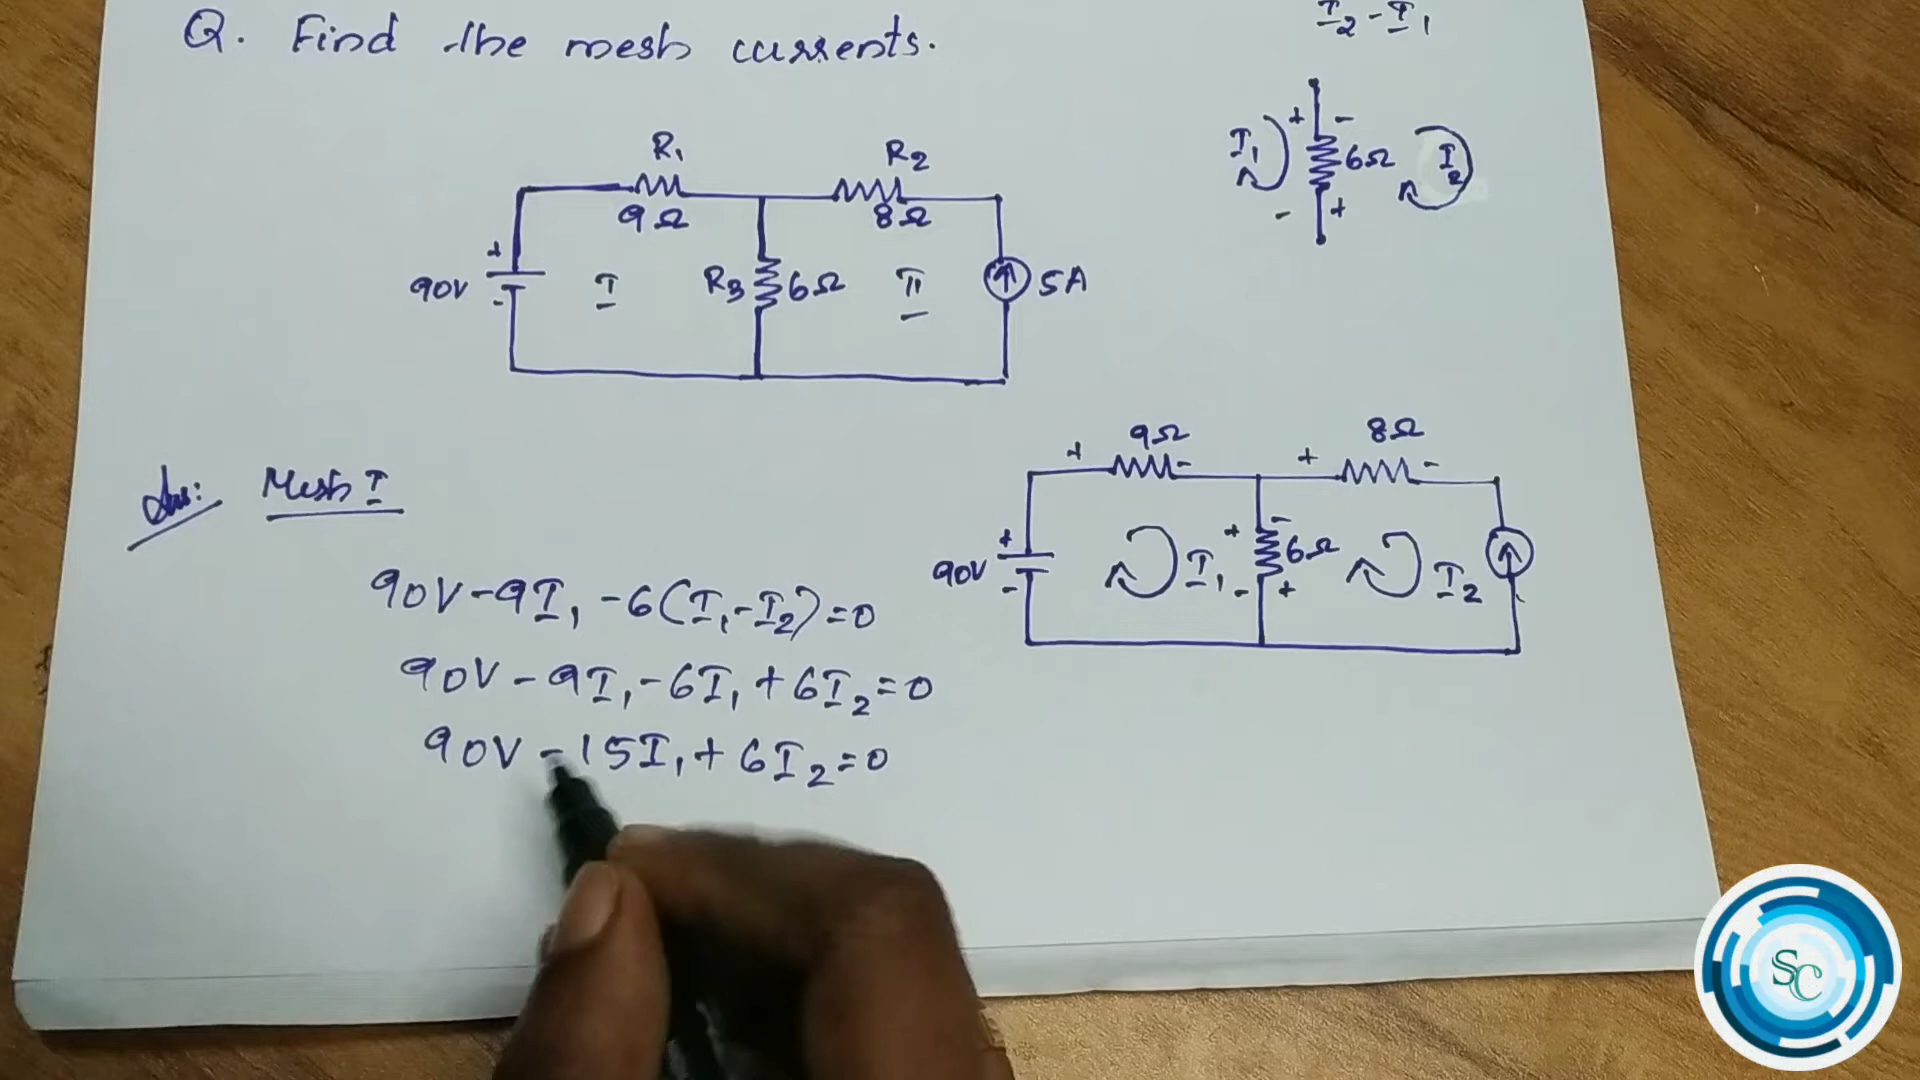 Q. Find the mesh currents.
I2 - I1
R1
9Ω
R2
8Ω
+
90V
-
I
R3
6Ω
II
5A
+ -
I1
6Ω
I2
- +
Ans:
Mesh I
90V-9I1-6(I1-I2)=0
90V-9I1-6I1+6I2=0
90V-15I1+6I2=0
9Ω
+ -
8Ω
+ -
+
90V
-
I1
+ -
6Ω
- +
I2
SC